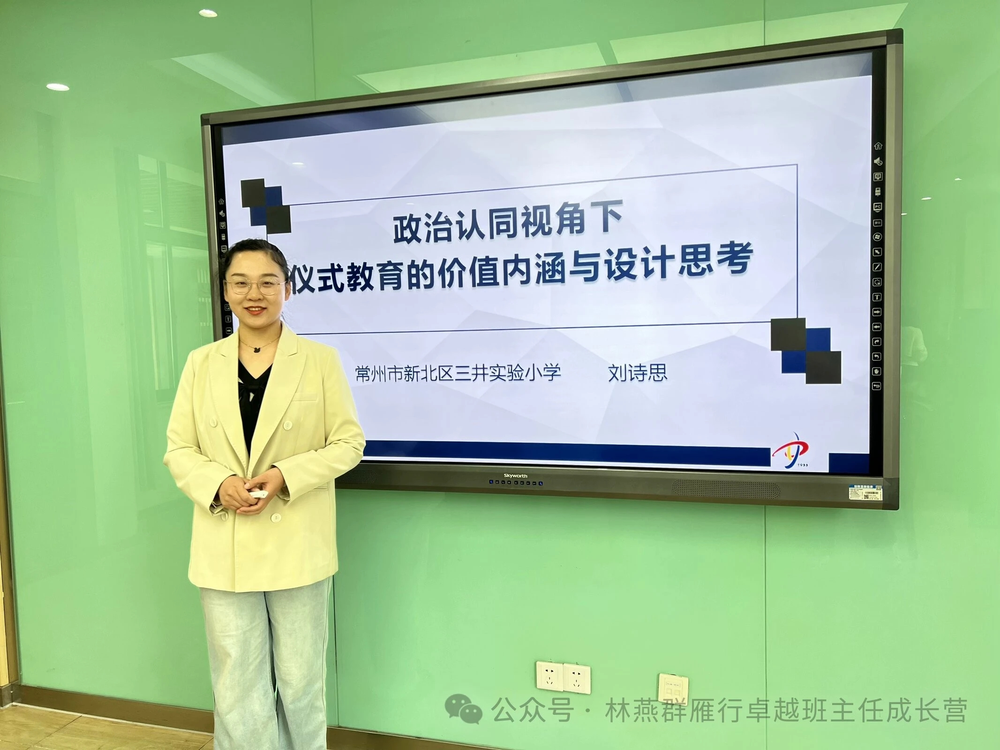 政治认同视角下
仪式教育的价值内涵与设计思考
常州市新北区三井实验小学 刘诗思
1933
Skyworth
公众号 · 林燕群雁行卓越班主任成长营